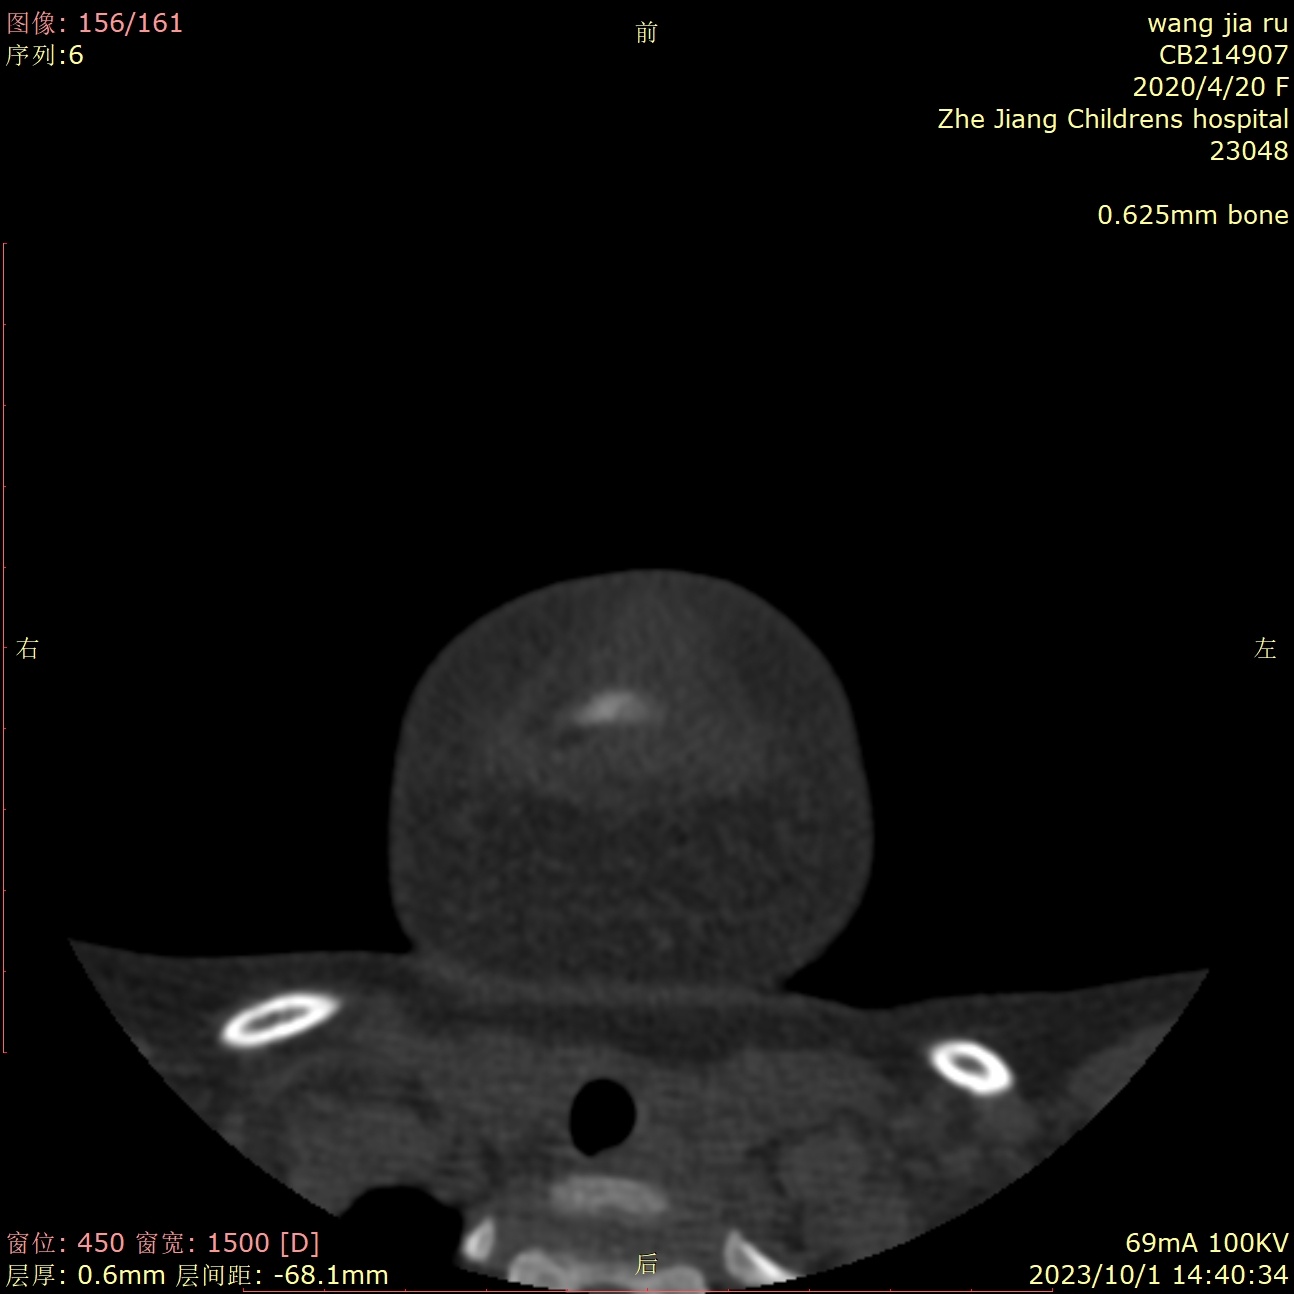 图像: 156/161
序列:6
前
wang jia ru
CB214907
2020/4/20 F
Zhe Jiang Childrens hospital
23048
0.625mm bone
右
左
窗位: 450 窗宽: 1500 [D]
层厚: 0.6mm 层间距: -68.1mm
后
69mA 100KV
2023/10/1 14:40:34